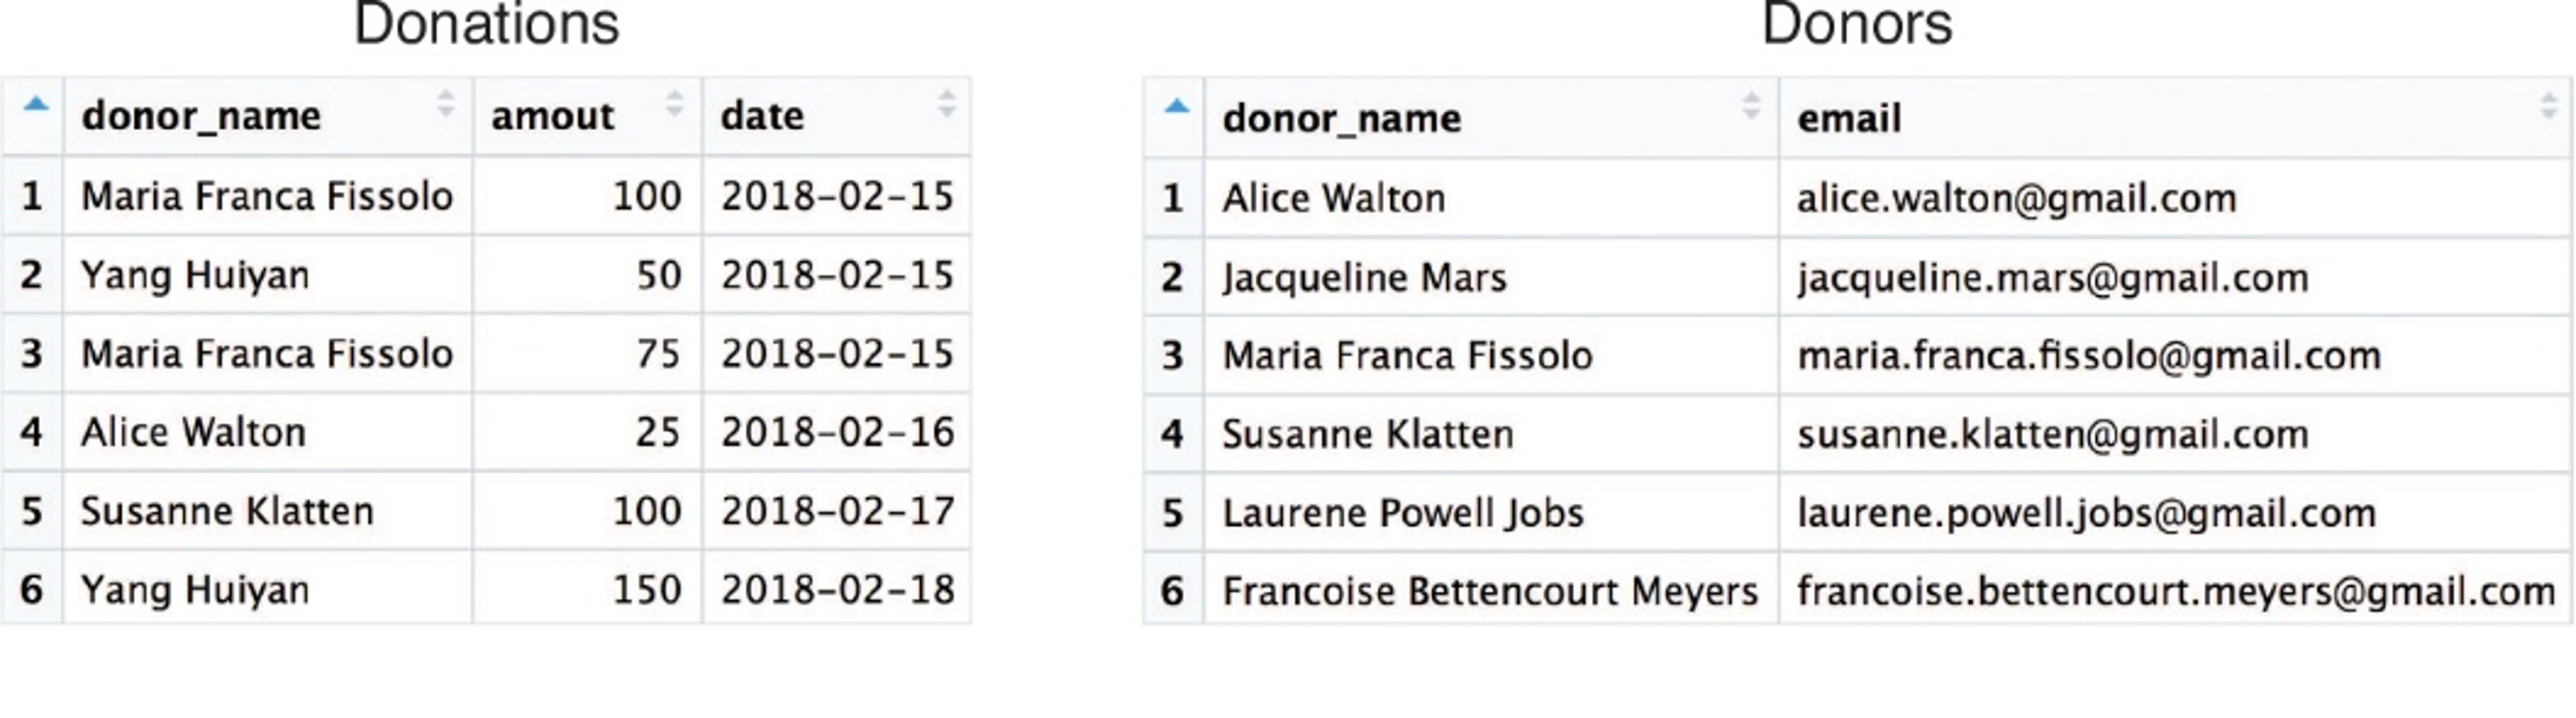 Donations
donor_name amout date
1 Maria Franca Fissolo 100 2018-02-15
2 Yang Huiyan 50 2018-02-15
3 Maria Franca Fissolo 75 2018-02-15
4 Alice Walton 25 2018-02-16
5 Susanne Klatten 100 2018-02-17
6 Yang Huiyan 150 2018-02-18
Donors
donor_name email
1 Alice Walton alice.walton@gmail.com
2 Jacqueline Mars jacqueline.mars@gmail.com
3 Maria Franca Fissolo maria.franca.fissolo@gmail.com
4 Susanne Klatten susanne.klatten@gmail.com
5 Laurene Powell Jobs laurene.powell.jobs@gmail.com
6 Francoise Bettencourt Meyers francoise.bettencourt.meyers@gmail.com